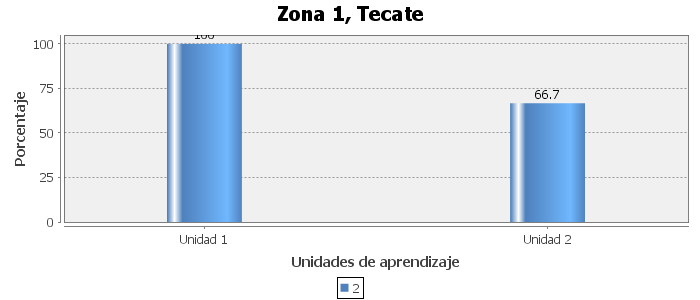 Zona 1, Tecate
Porcentaje
100
75
50
25
0
100
66.7
Unidad 1
Unidad 2
Unidades de aprendizaje
2